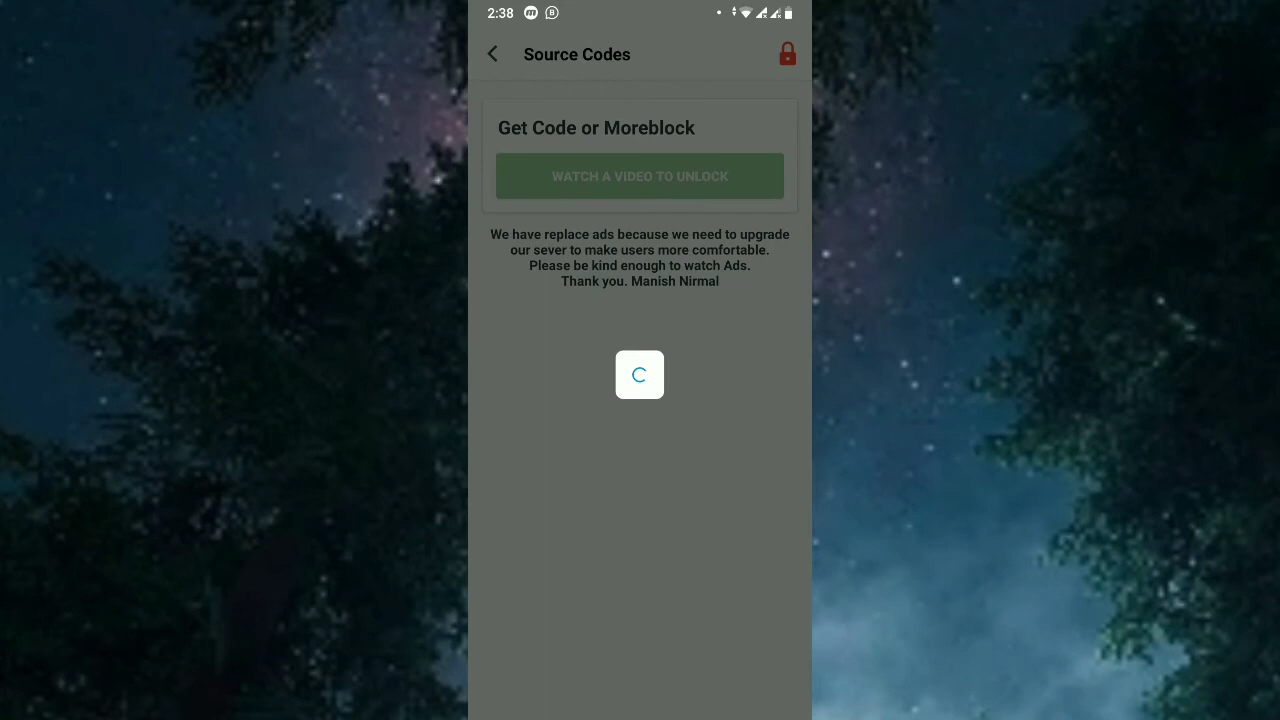 2:38
Source Codes
Get Code or Moreblock
WATCH A VIDEO TO UNLOCK
We have replace ads because we need to upgrade
our sever to make users more comfortable.
Please be kind enough to watch Ads.
Thank you. Manish Nirmal